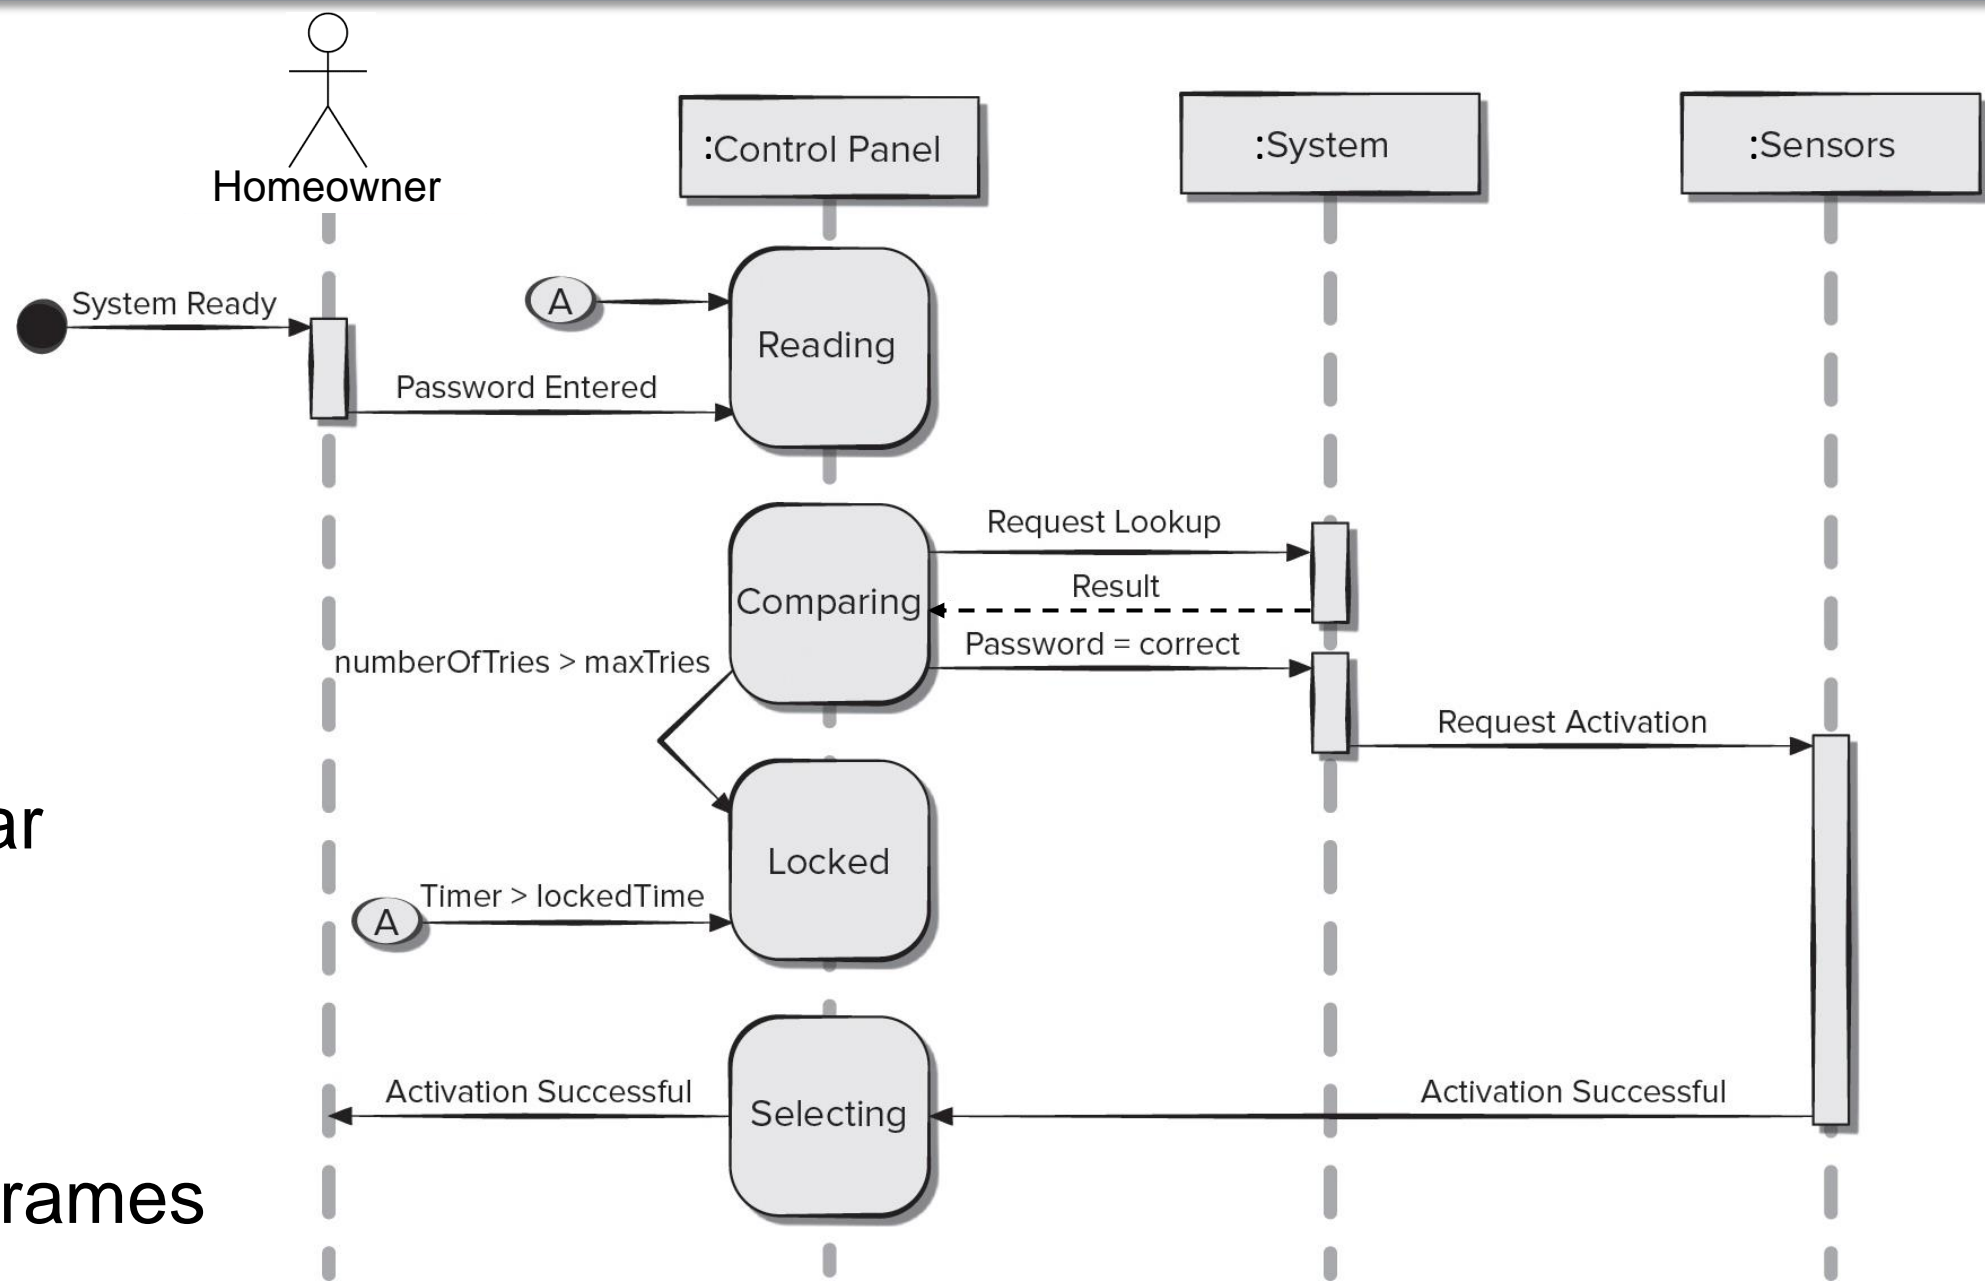 Homeowner
:Control Panel
:System
:Sensors
System Ready
A
Reading
Password Entered
Request Lookup
Result
Comparing
Password = correct
numberOfTries > maxTries
Request Activation
ar
Locked
Timer > lockedTime
A
Activation Successful
Selecting
Activation Successful
rames